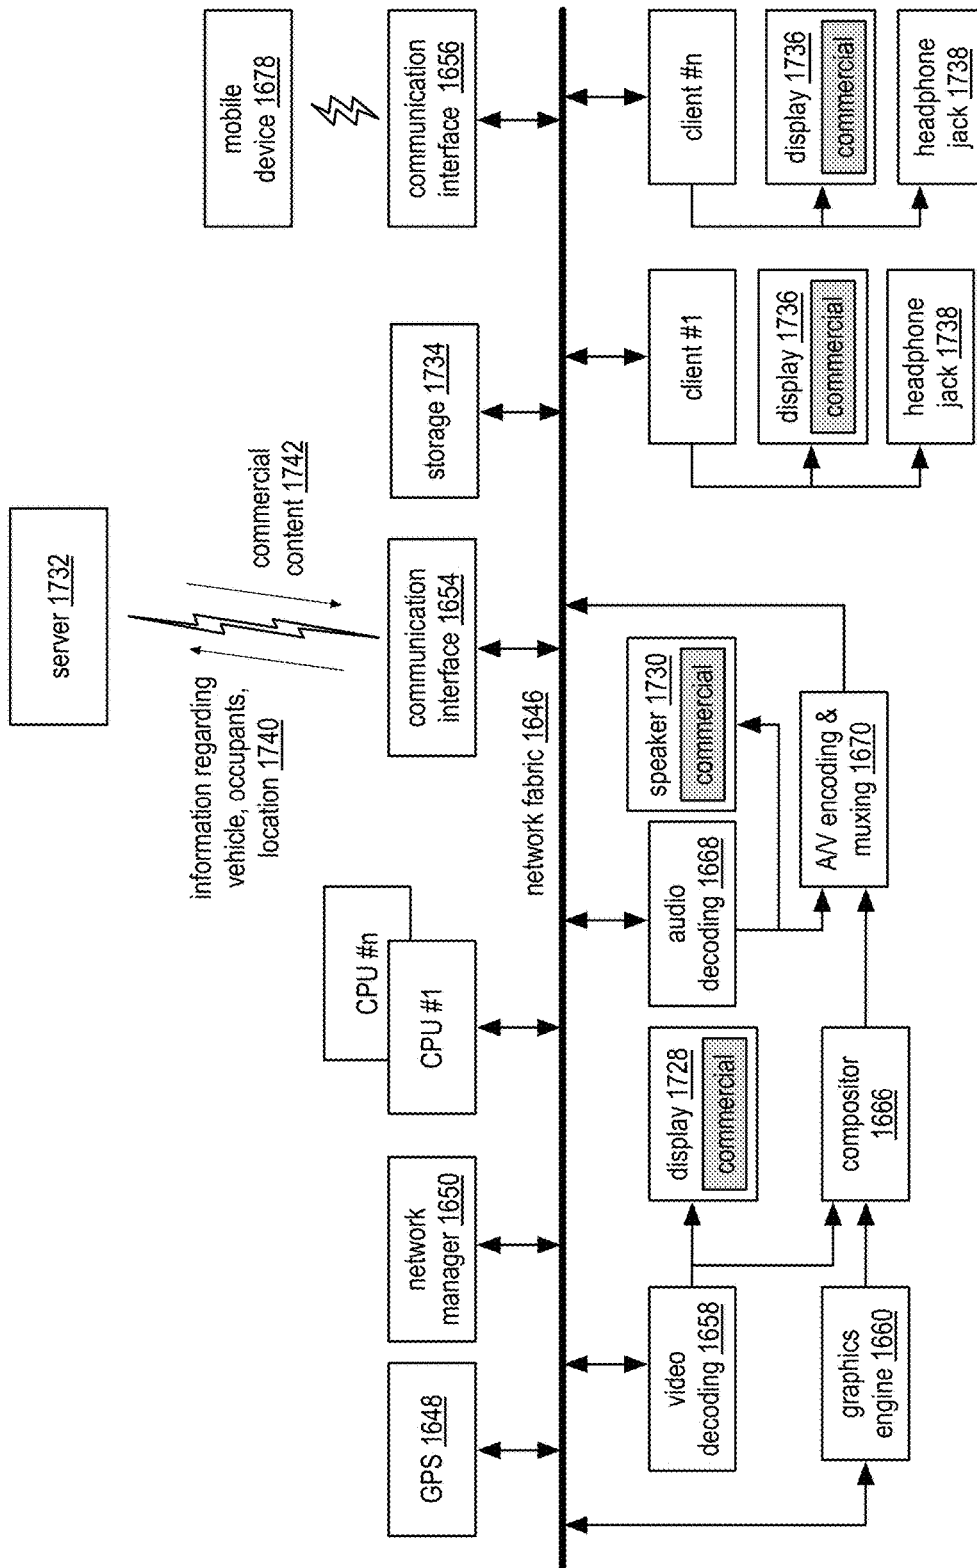 server 1732
information regarding
vehicle, occupants,
location 1740
commercial
content 1742
mobile
device 1678
CPU #n
CPU #1
GPS 1648
network
manager 1650
communication
interface 1654
storage 1734
communication
interface 1656
network fabric 1646
video
decoding 1658
display 1728
commercial
audio
decoding 1668
speaker 1730
commercial
client #1
display 1736
commercial
headphone
jack 1738
client #n
display 1736
commercial
headphone
jack 1738
graphics
engine 1660
compositor
1666
A/V encoding &
muxing 1670